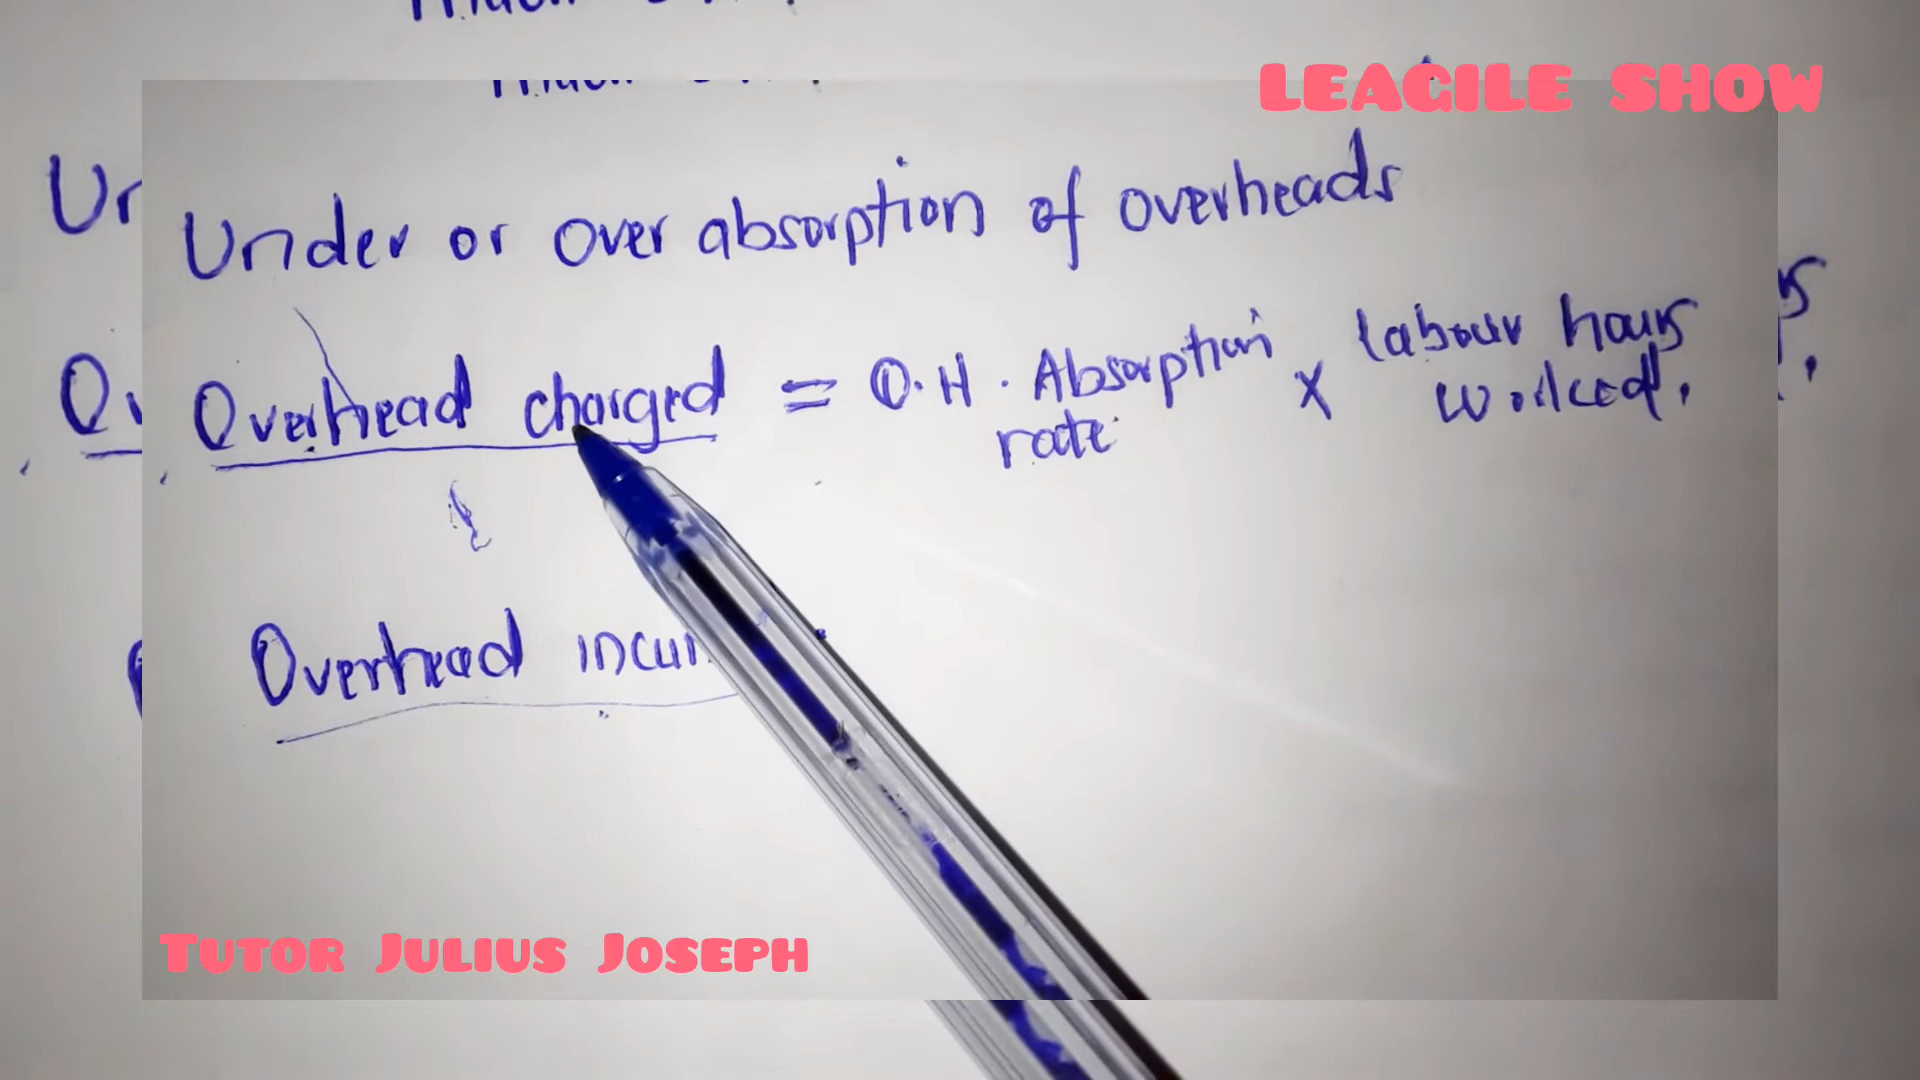 LEAGILE SHOW
Under or over absorption of overheads
Overhead charged = O.H. Absorption rate X labour hours worked.
Overhead
TUTOR JULIUS JOSEPH